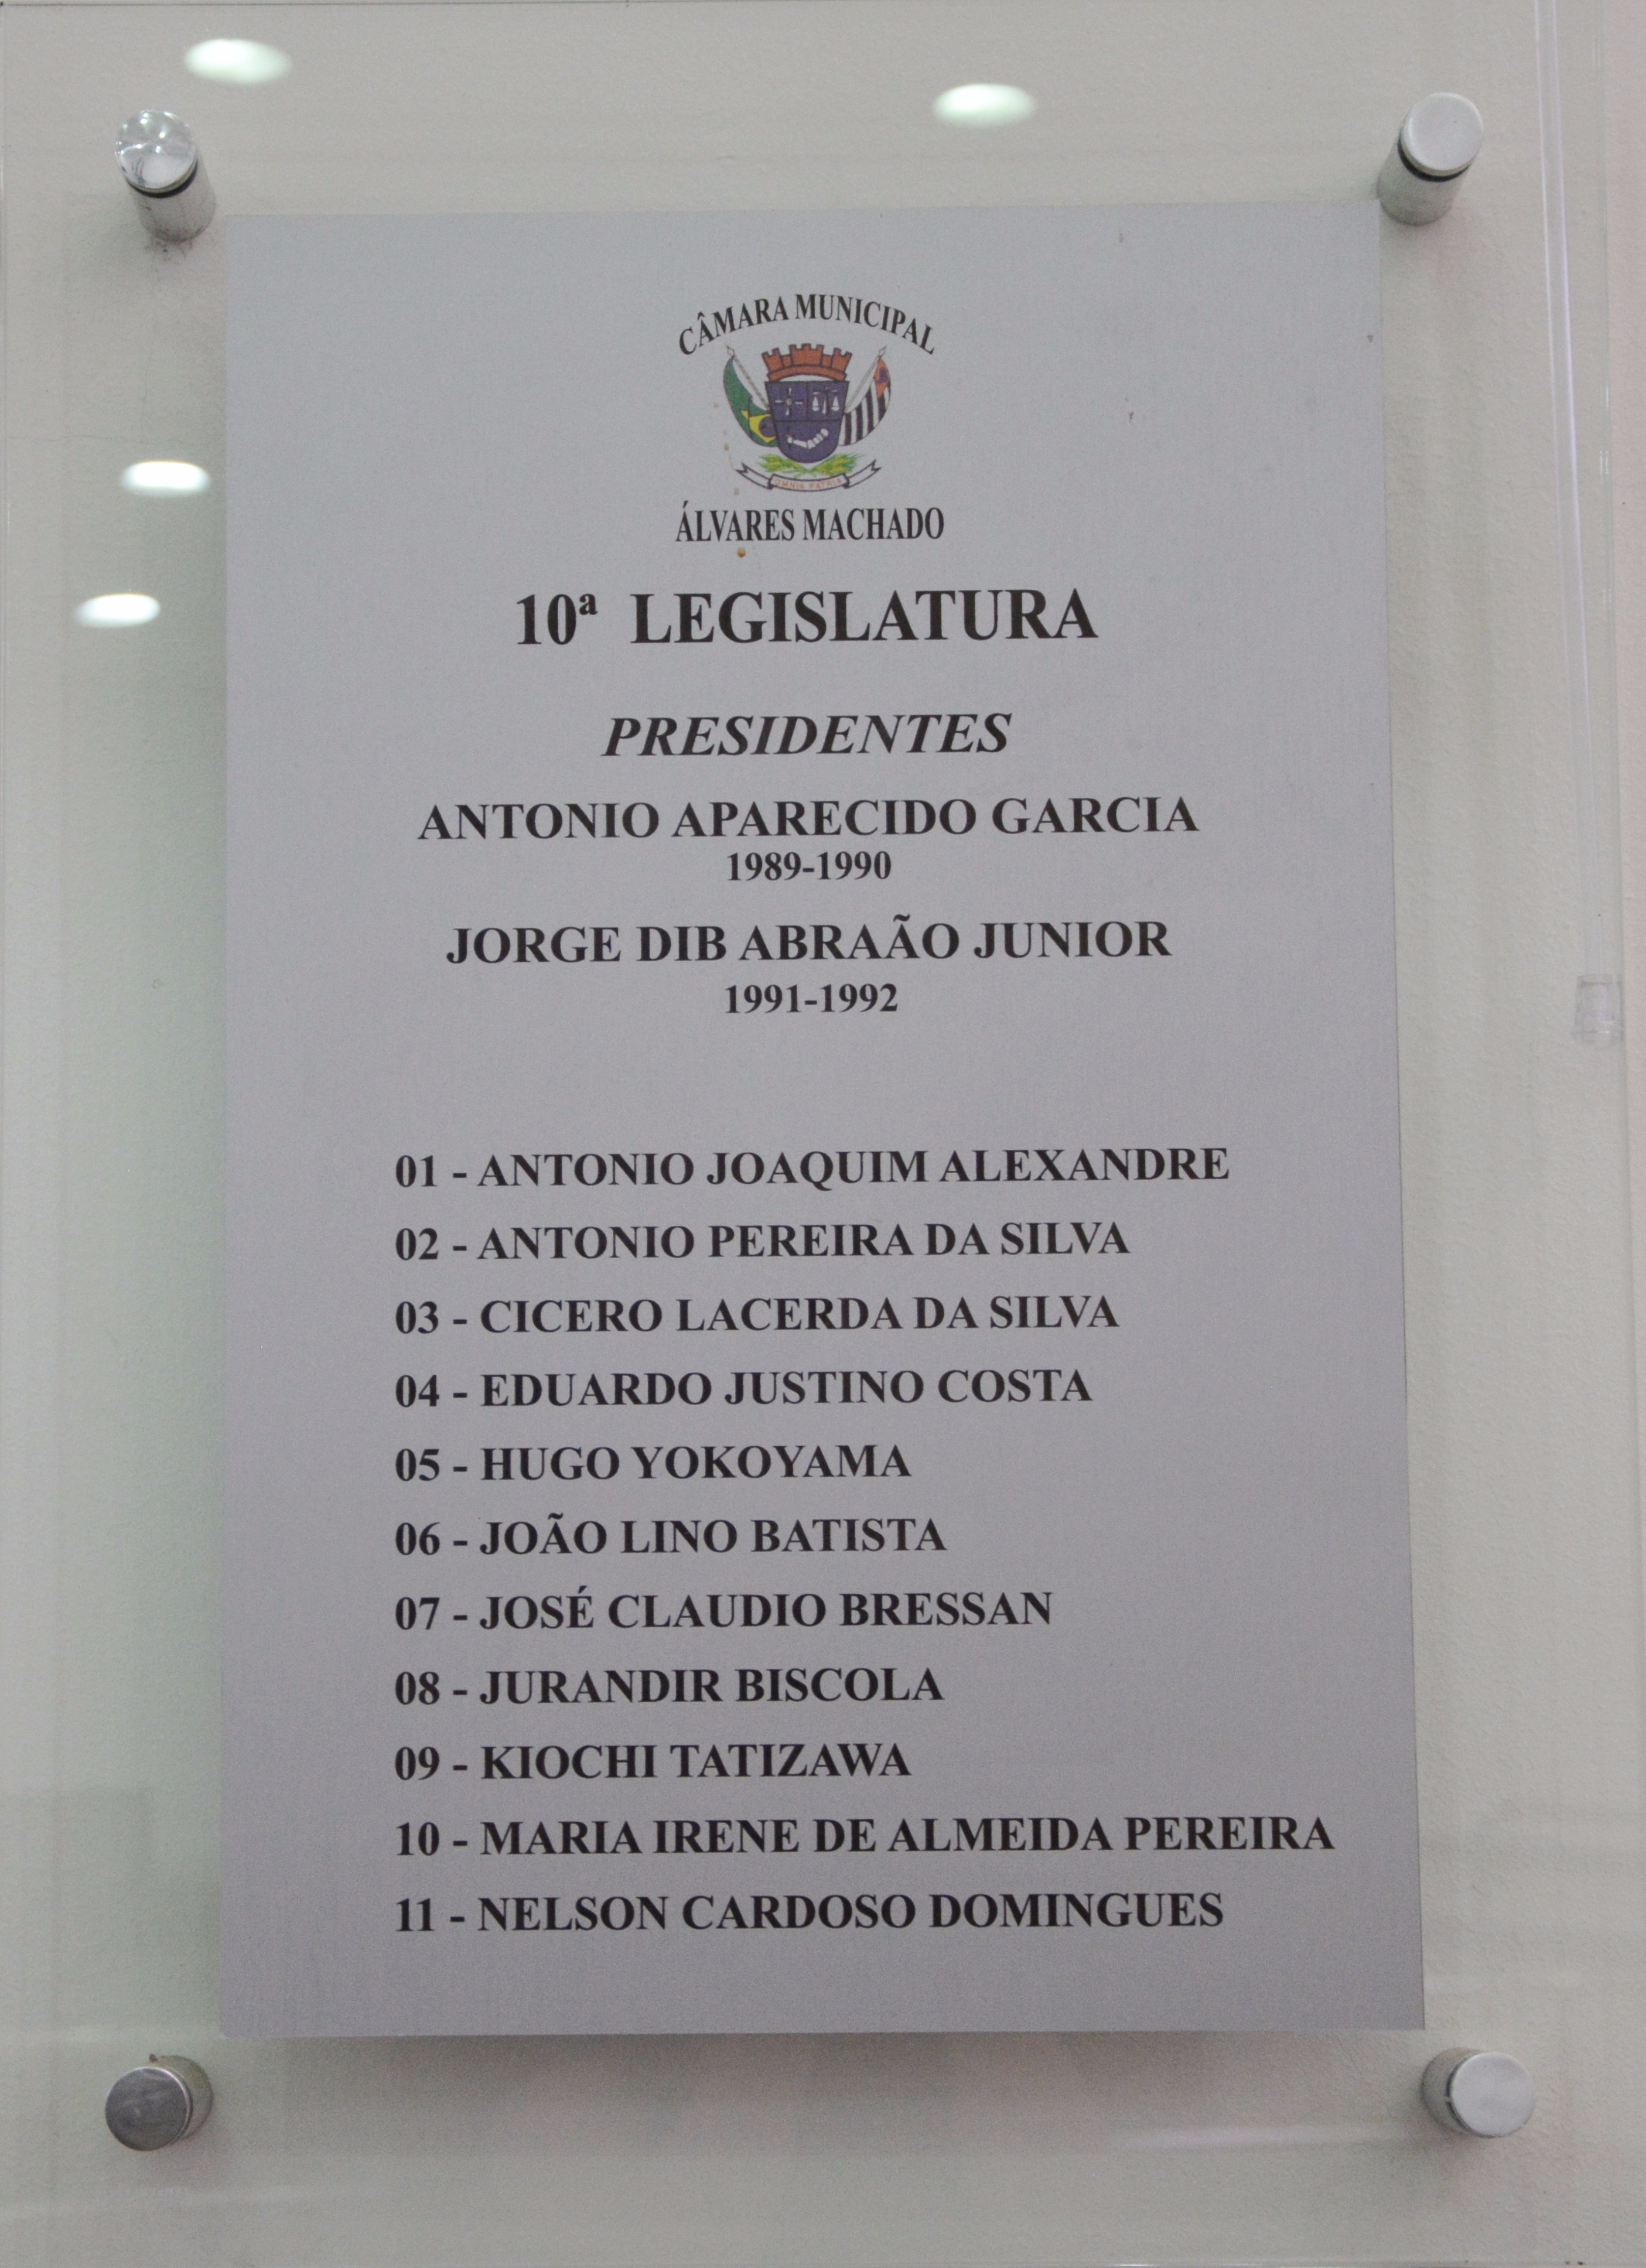 CÂMARA MUNICIPAL
OMNIA PATRIA
ÁLVARES MACHADO
10ª LEGISLATURA
PRESIDENTES
ANTONIO APARECIDO GARCIA
1989-1990
JORGE DIB ABRAÃO JUNIOR
1991-1992
01 - ANTONIO JOAQUIM ALEXANDRE
02 - ANTONIO PEREIRA DA SILVA
03 - CICERO LACERDA DA SILVA
04 - EDUARDO JUSTINO COSTA
05 - HUGO YOKOYAMA
06 - JOÃO LINO BATISTA
07 - JOSÉ CLAUDIO BRESSAN
08 - JURANDIR BISCOLA
09 - KIOCHI TATIZAWA
10 - MARIA IRENE DE ALMEIDA PEREIRA
11 - NELSON CARDOSO DOMINGUES